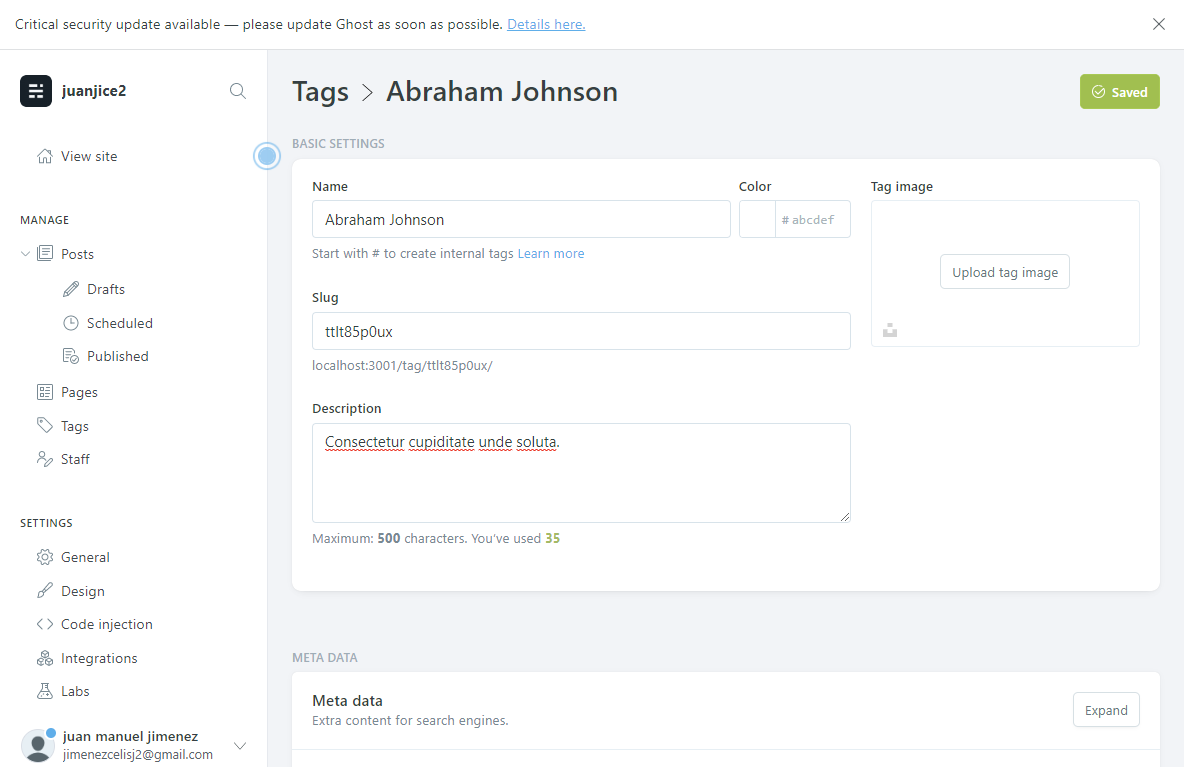 Critical security update available — please update Ghost as soon as possible. Details here.
juanjice2
View site
MANAGE
Posts
Drafts
Scheduled
Published
Pages
Tags
Staff
SETTINGS
General
Design
Code injection
Integrations
Labs
juan manuel jimenez
jimenezcelisj2@gmail.com
Tags > Abraham Johnson
Saved
BASIC SETTINGS
Name
Abraham Johnson
Start with # to create internal tags Learn more
Color
# abcdef
Slug
ttlt85p0ux
localhost:3001/tag/ttlt85p0ux/
Description
Consectetur cupiditate unde soluta.
Maximum: 500 characters. You've used 35
Tag image
Upload tag image
META DATA
Meta data
Extra content for search engines.
Expand